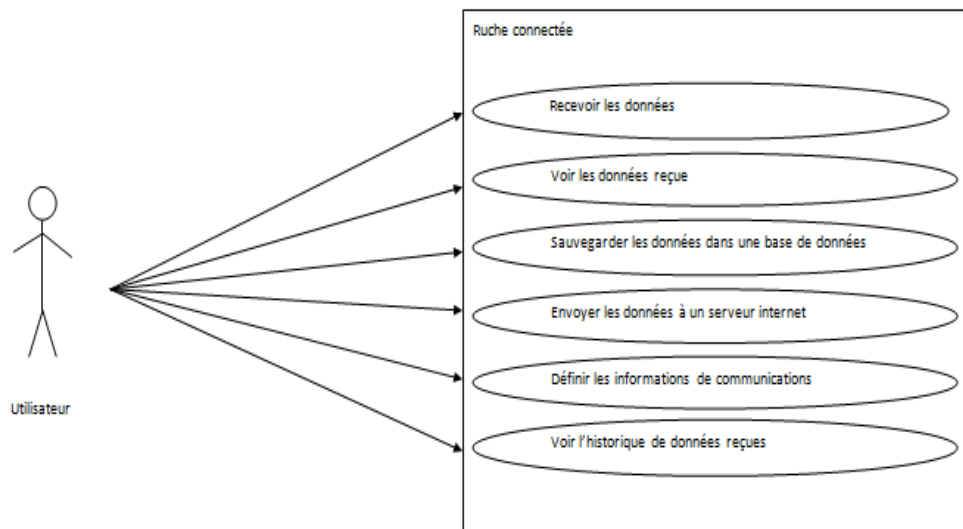 Ruche connectée
Recevoir les données
Voir les données reçue
Sauvegarder les données dans une base de données
Envoyer les données à un serveur internet
Définir les informations de communications
Voir l'historique de données reçues
Utilisateur